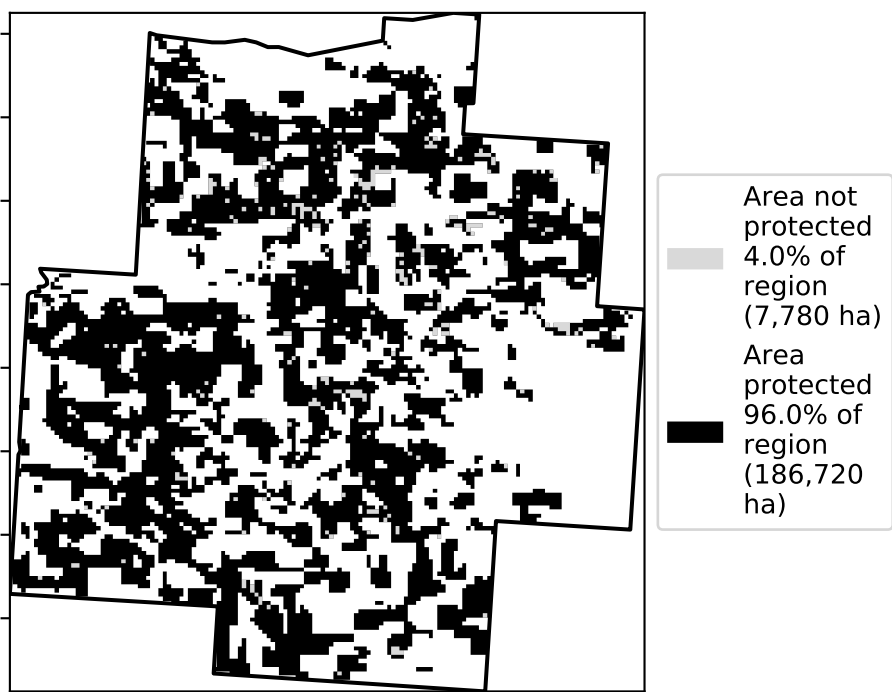 Area not
protected
4.0% of
region
(7,780 ha)
Area
protected
96.0% of
region
(186,720
ha)